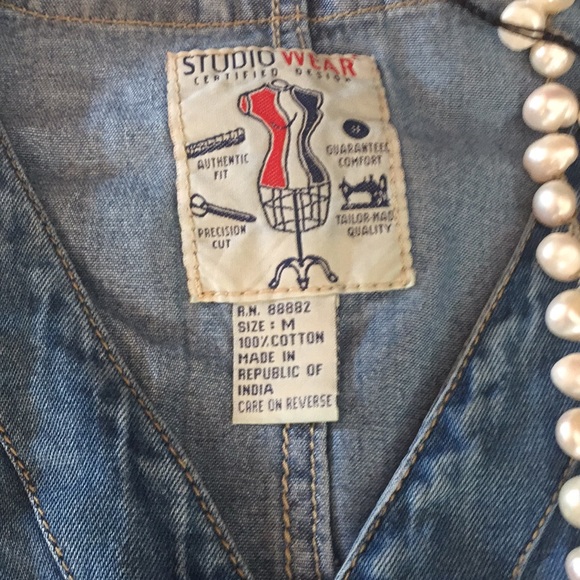 STUDIO WEAR
CERTIFIED DESIGN
AUTHENTIC
FIT
GUARANTEED
COMFORT
PRECISION
CUT
TAILOR-MAD
QUALITY
R.N. 88882
SIZE : M
100% COTTON
MADE IN
REPUBLIC OF
INDIA
CARE ON REVERSE